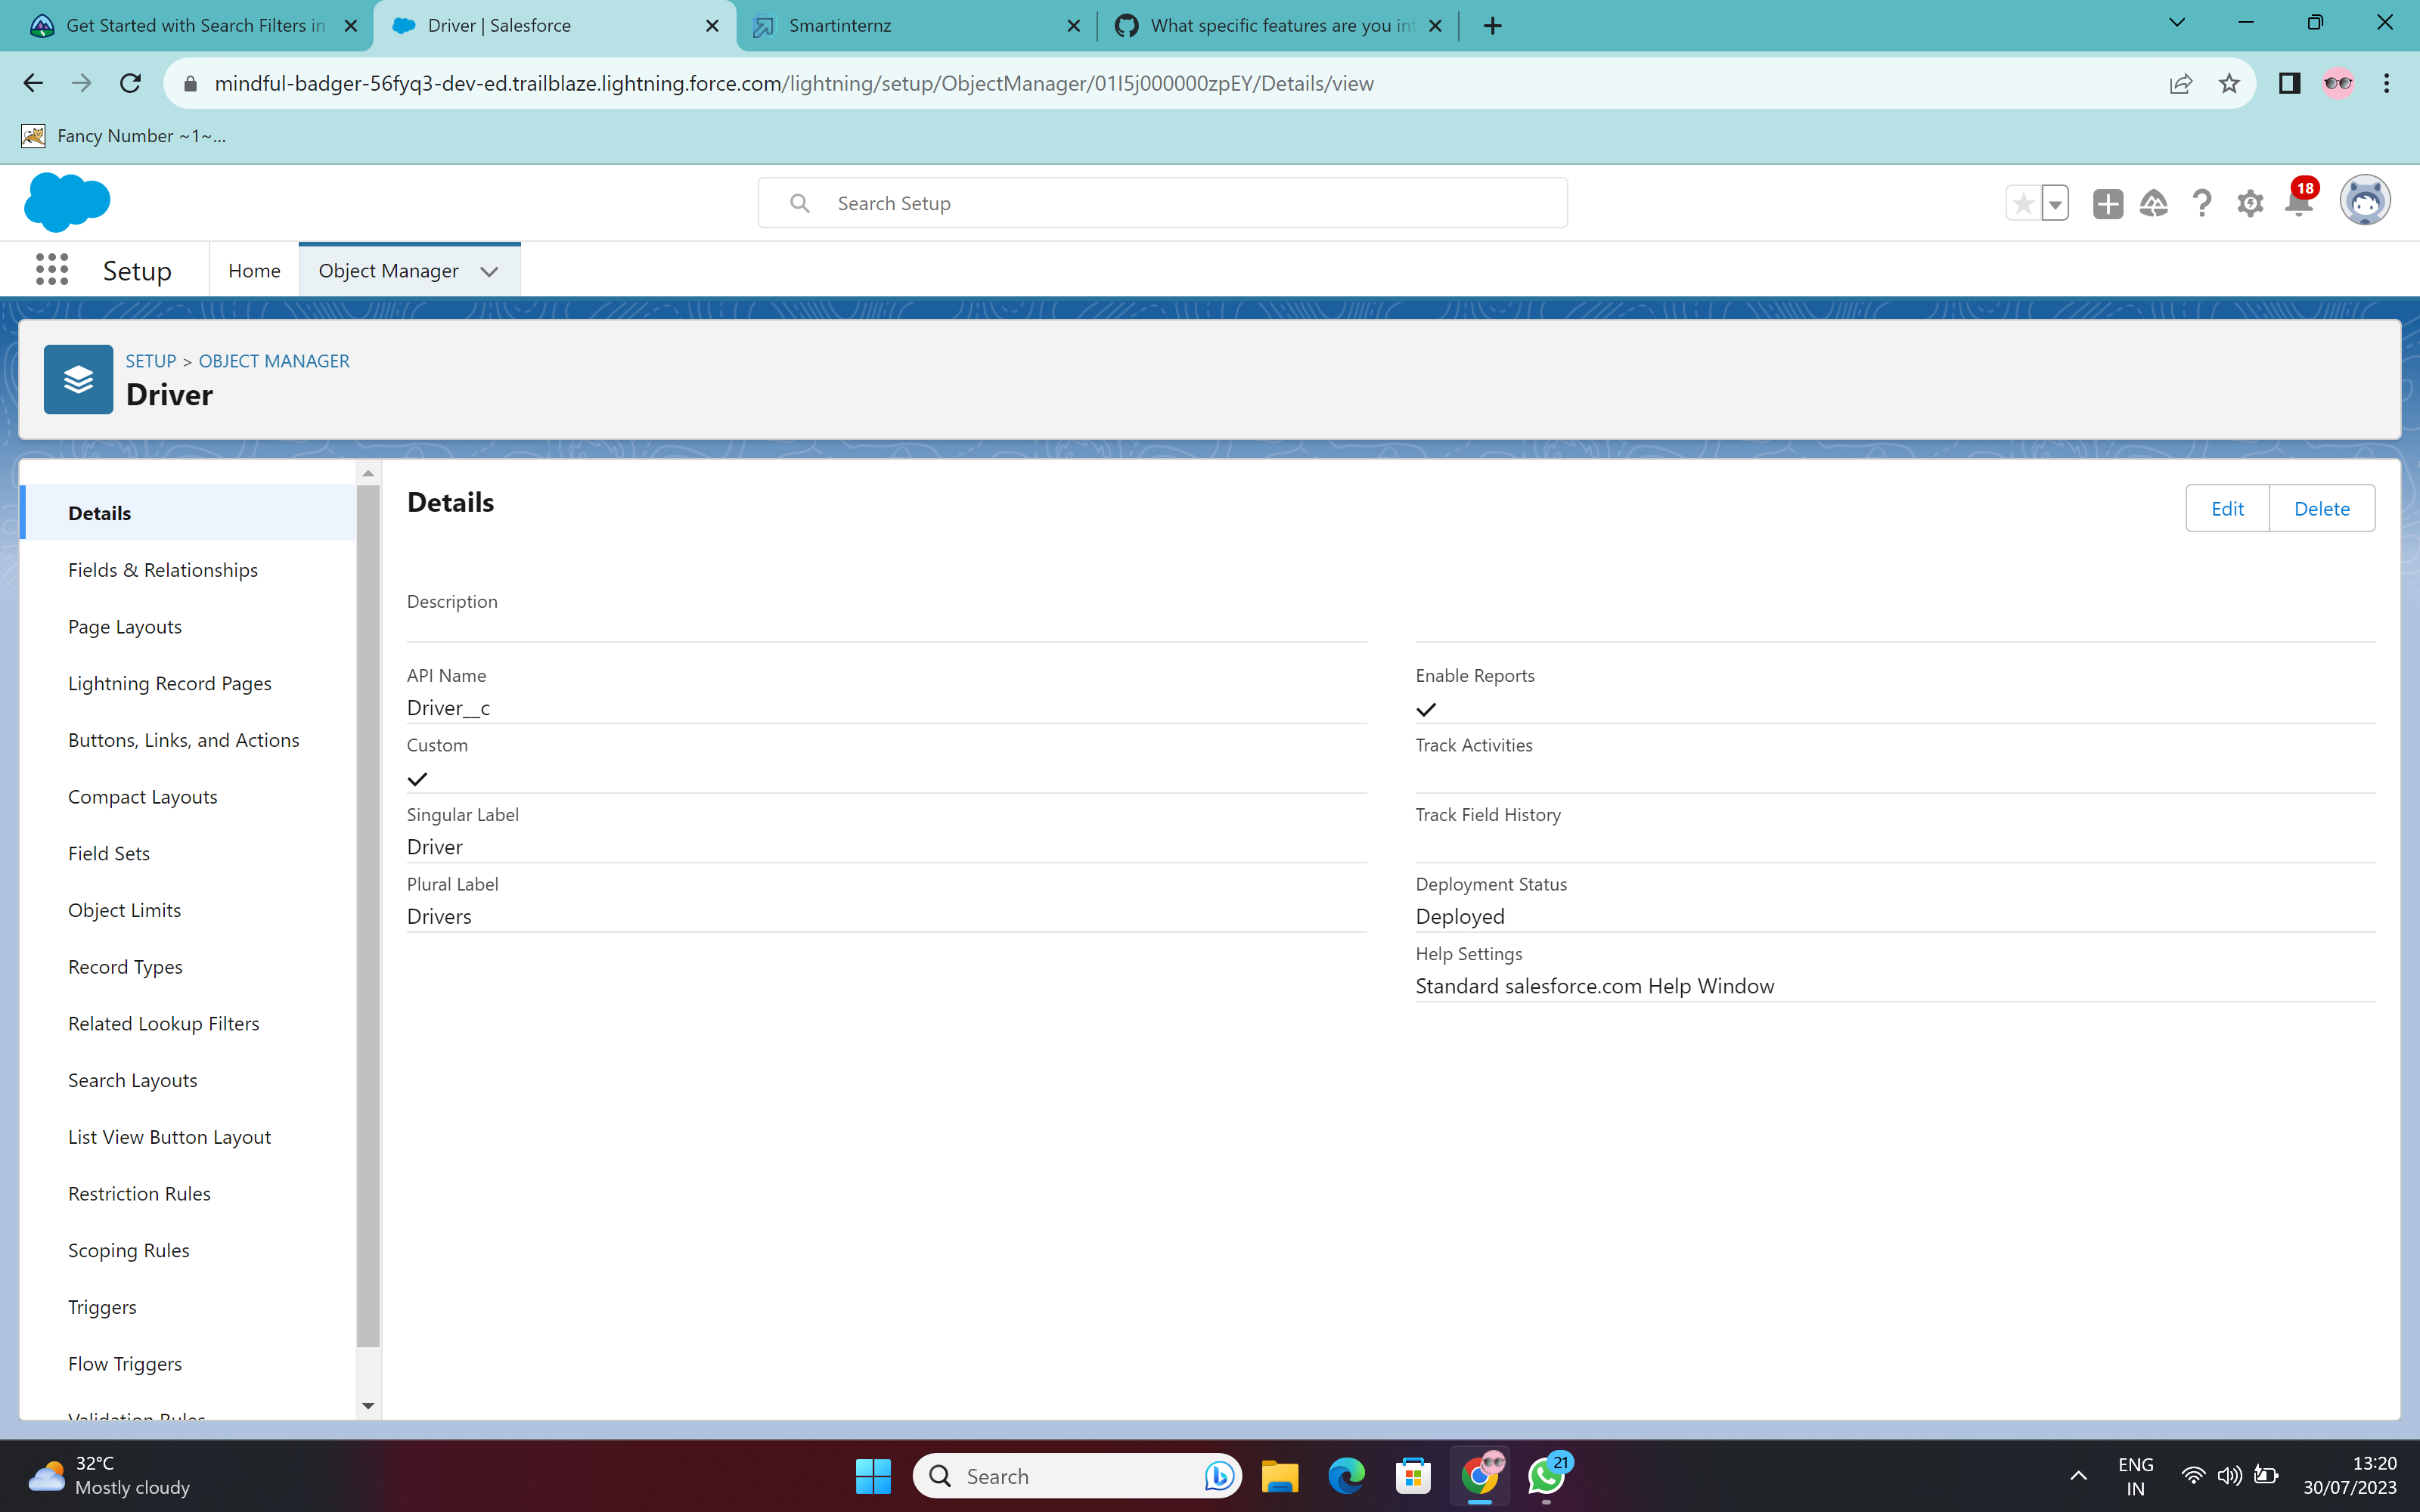 Get Started with Search Filters in
Driver | Salesforce
Smartinternz
What specific features are you int
mindful-badger-56fyq3-dev-ed.trailblaze.lightning.force.com/lightning/setup/ObjectManager/01I5j000000zpEY/Details/view
Fancy Number ~1~...
Search Setup
18
Setup
Home
Object Manager
SETUP > OBJECT MANAGER
Driver
Details
Fields & Relationships
Page Layouts
Lightning Record Pages
Buttons, Links, and Actions
Compact Layouts
Field Sets
Object Limits
Record Types
Related Lookup Filters
Search Layouts
List View Button Layout
Restriction Rules
Scoping Rules
Triggers
Flow Triggers
Validation Rules
Details
Edit
Delete
Description
API Name
Driver__c
Custom
Singular Label
Driver
Plural Label
Drivers
Enable Reports
Track Activities
Track Field History
Deployment Status
Deployed
Help Settings
Standard salesforce.com Help Window
32°C
Mostly cloudy
Search
21
ENG
IN
13:20
30/07/2023